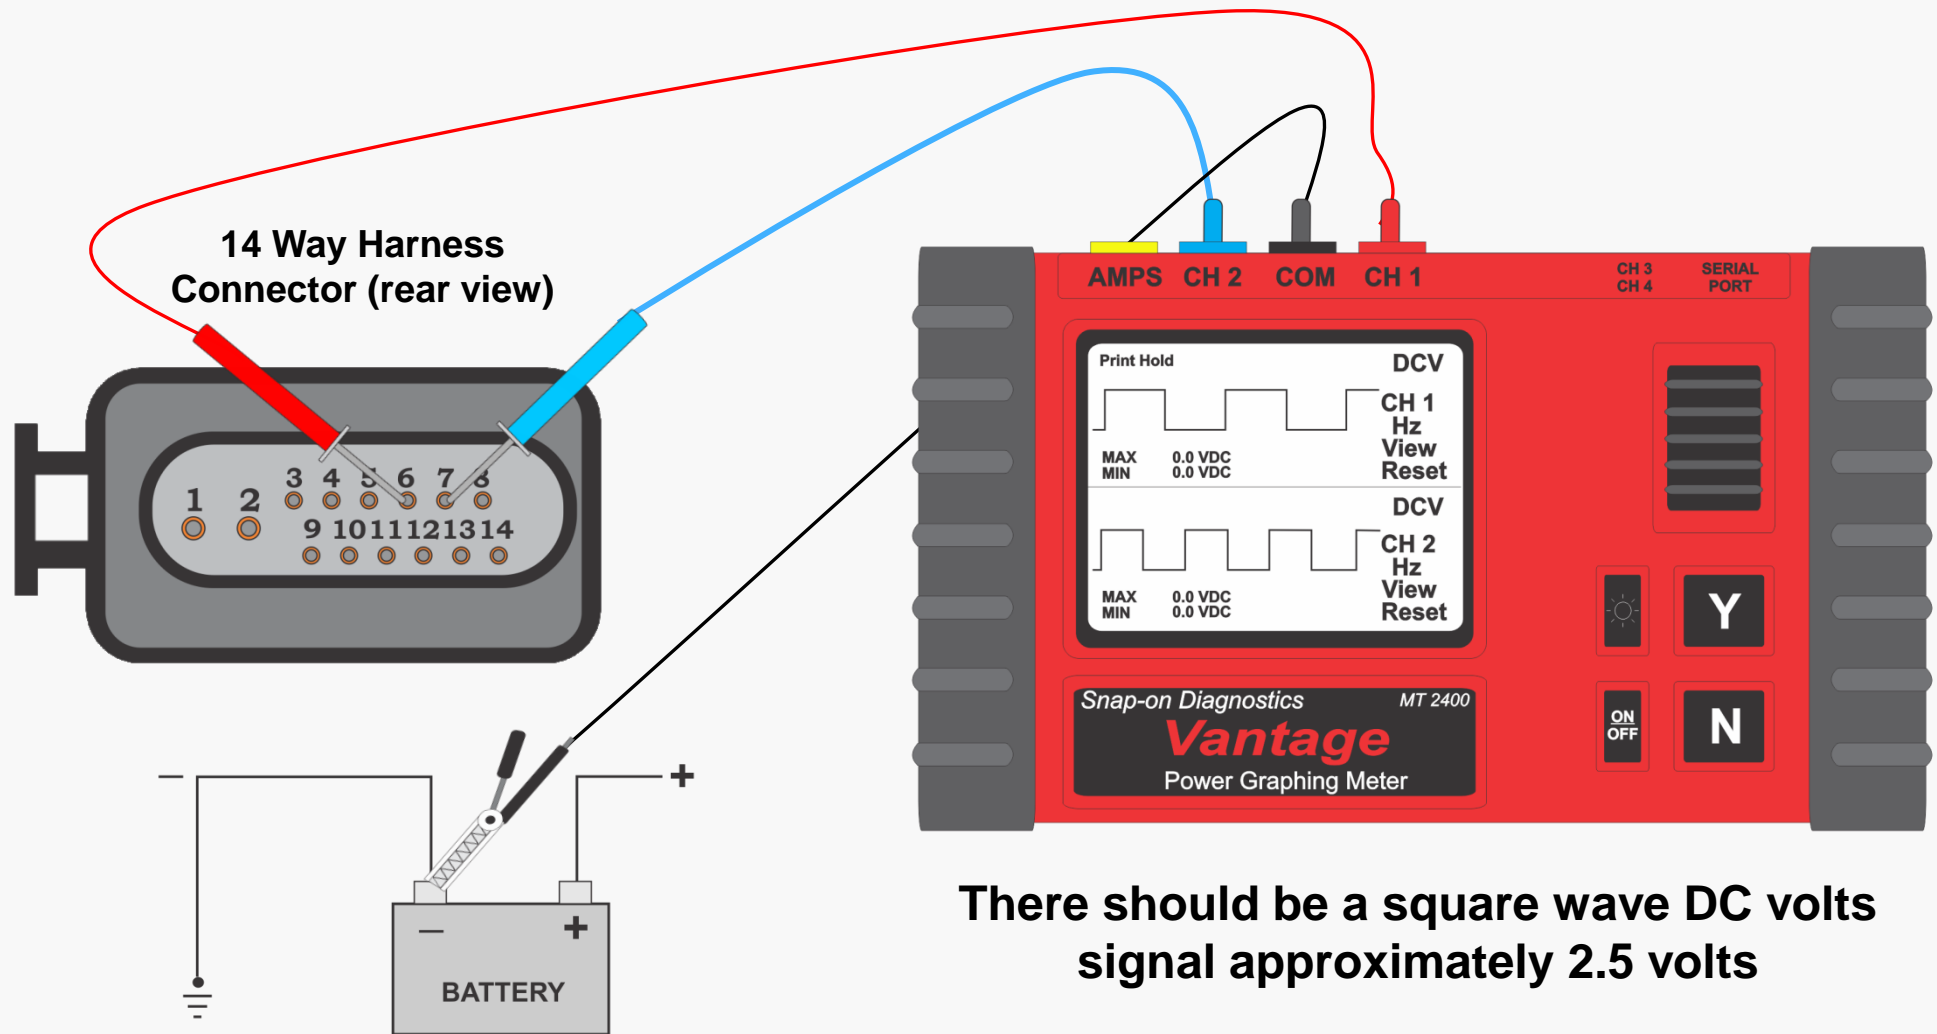 14 Way Harness
Connector (rear view)
AMPS CH 2 COM CH 1
CH 3
CH 4
SERIAL
PORT
Print Hold
DCV
CH 1
Hz
View
Reset
MAX 0.0 VDC
MIN 0.0 VDC
DCV
CH 2
Hz
View
Reset
MAX 0.0 VDC
MIN 0.0 VDC
1 2 3 4 5 6 7 8
9 10 11 12 13 14
Y
N
ON
OFF
Snap-on Diagnostics MT 2400
Vantage
Power Graphing Meter
− +
− +
BATTERY
There should be a square wave DC volts
signal approximately 2.5 volts